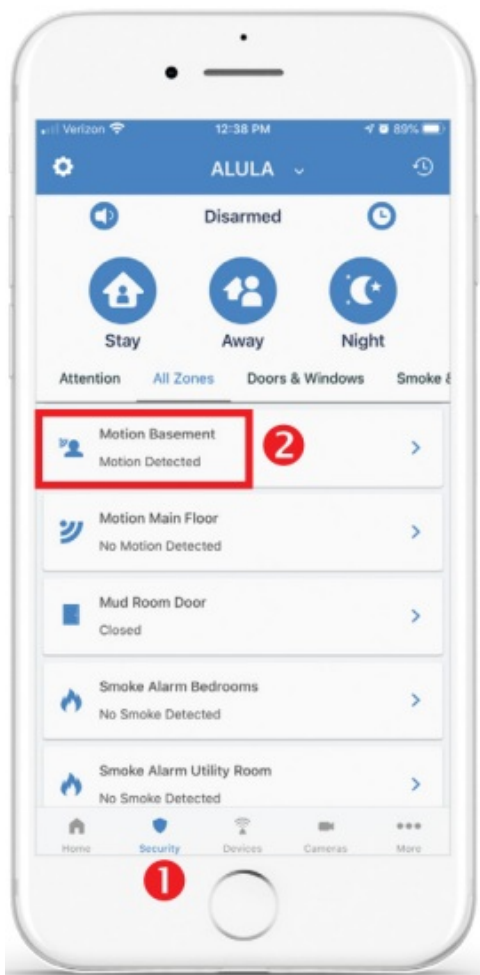 Verizon 12:38 PM 89%
ALULA
Disarmed
Stay Away Night
Attention All Zones Doors & Windows Smoke &
Motion Basement
Motion Detected
2
Motion Main Floor
No Motion Detected
Mud Room Door
Closed
Smoke Alarm Bedrooms
No Smoke Detected
Smoke Alarm Utility Room
No Smoke Detected
Home Security Devices Cameras More
1